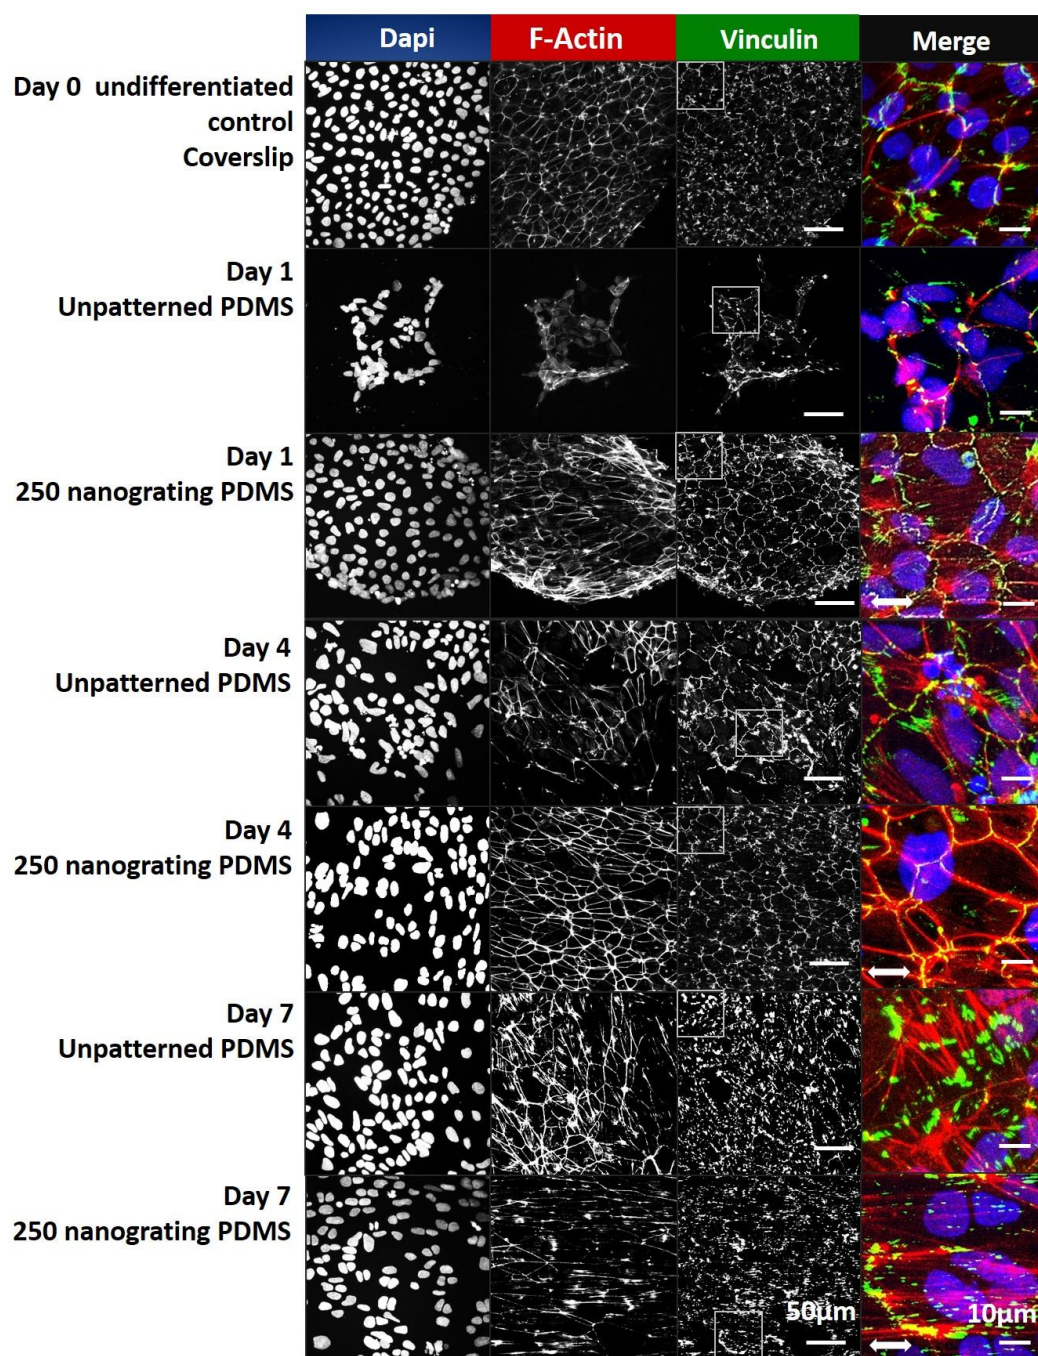 Dapi
F-Actin
Vinculin
Merge
Day 0 undifferentiated
control
Coverslip
Day 1
Unpatterned PDMS
Day 1
250 nanograting PDMS
Day 4
Unpatterned PDMS
Day 4
250 nanograting PDMS
Day 7
Unpatterned PDMS
Day 7
250 nanograting PDMS
50µm
10µm